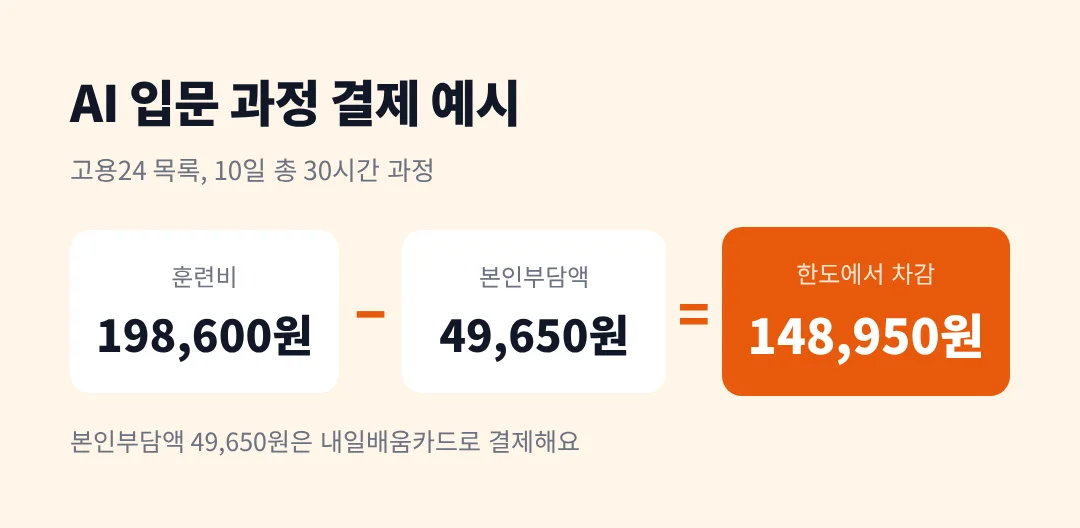 AI 입문 과정 결제 예시
고용24 목록, 10일 총 30시간 과정
훈련비
198,600원
–
본인부담액
49,650원
=
한도에서 차감
148,950원
본인부담액 49,650원은 내일배움카드로 결제해요